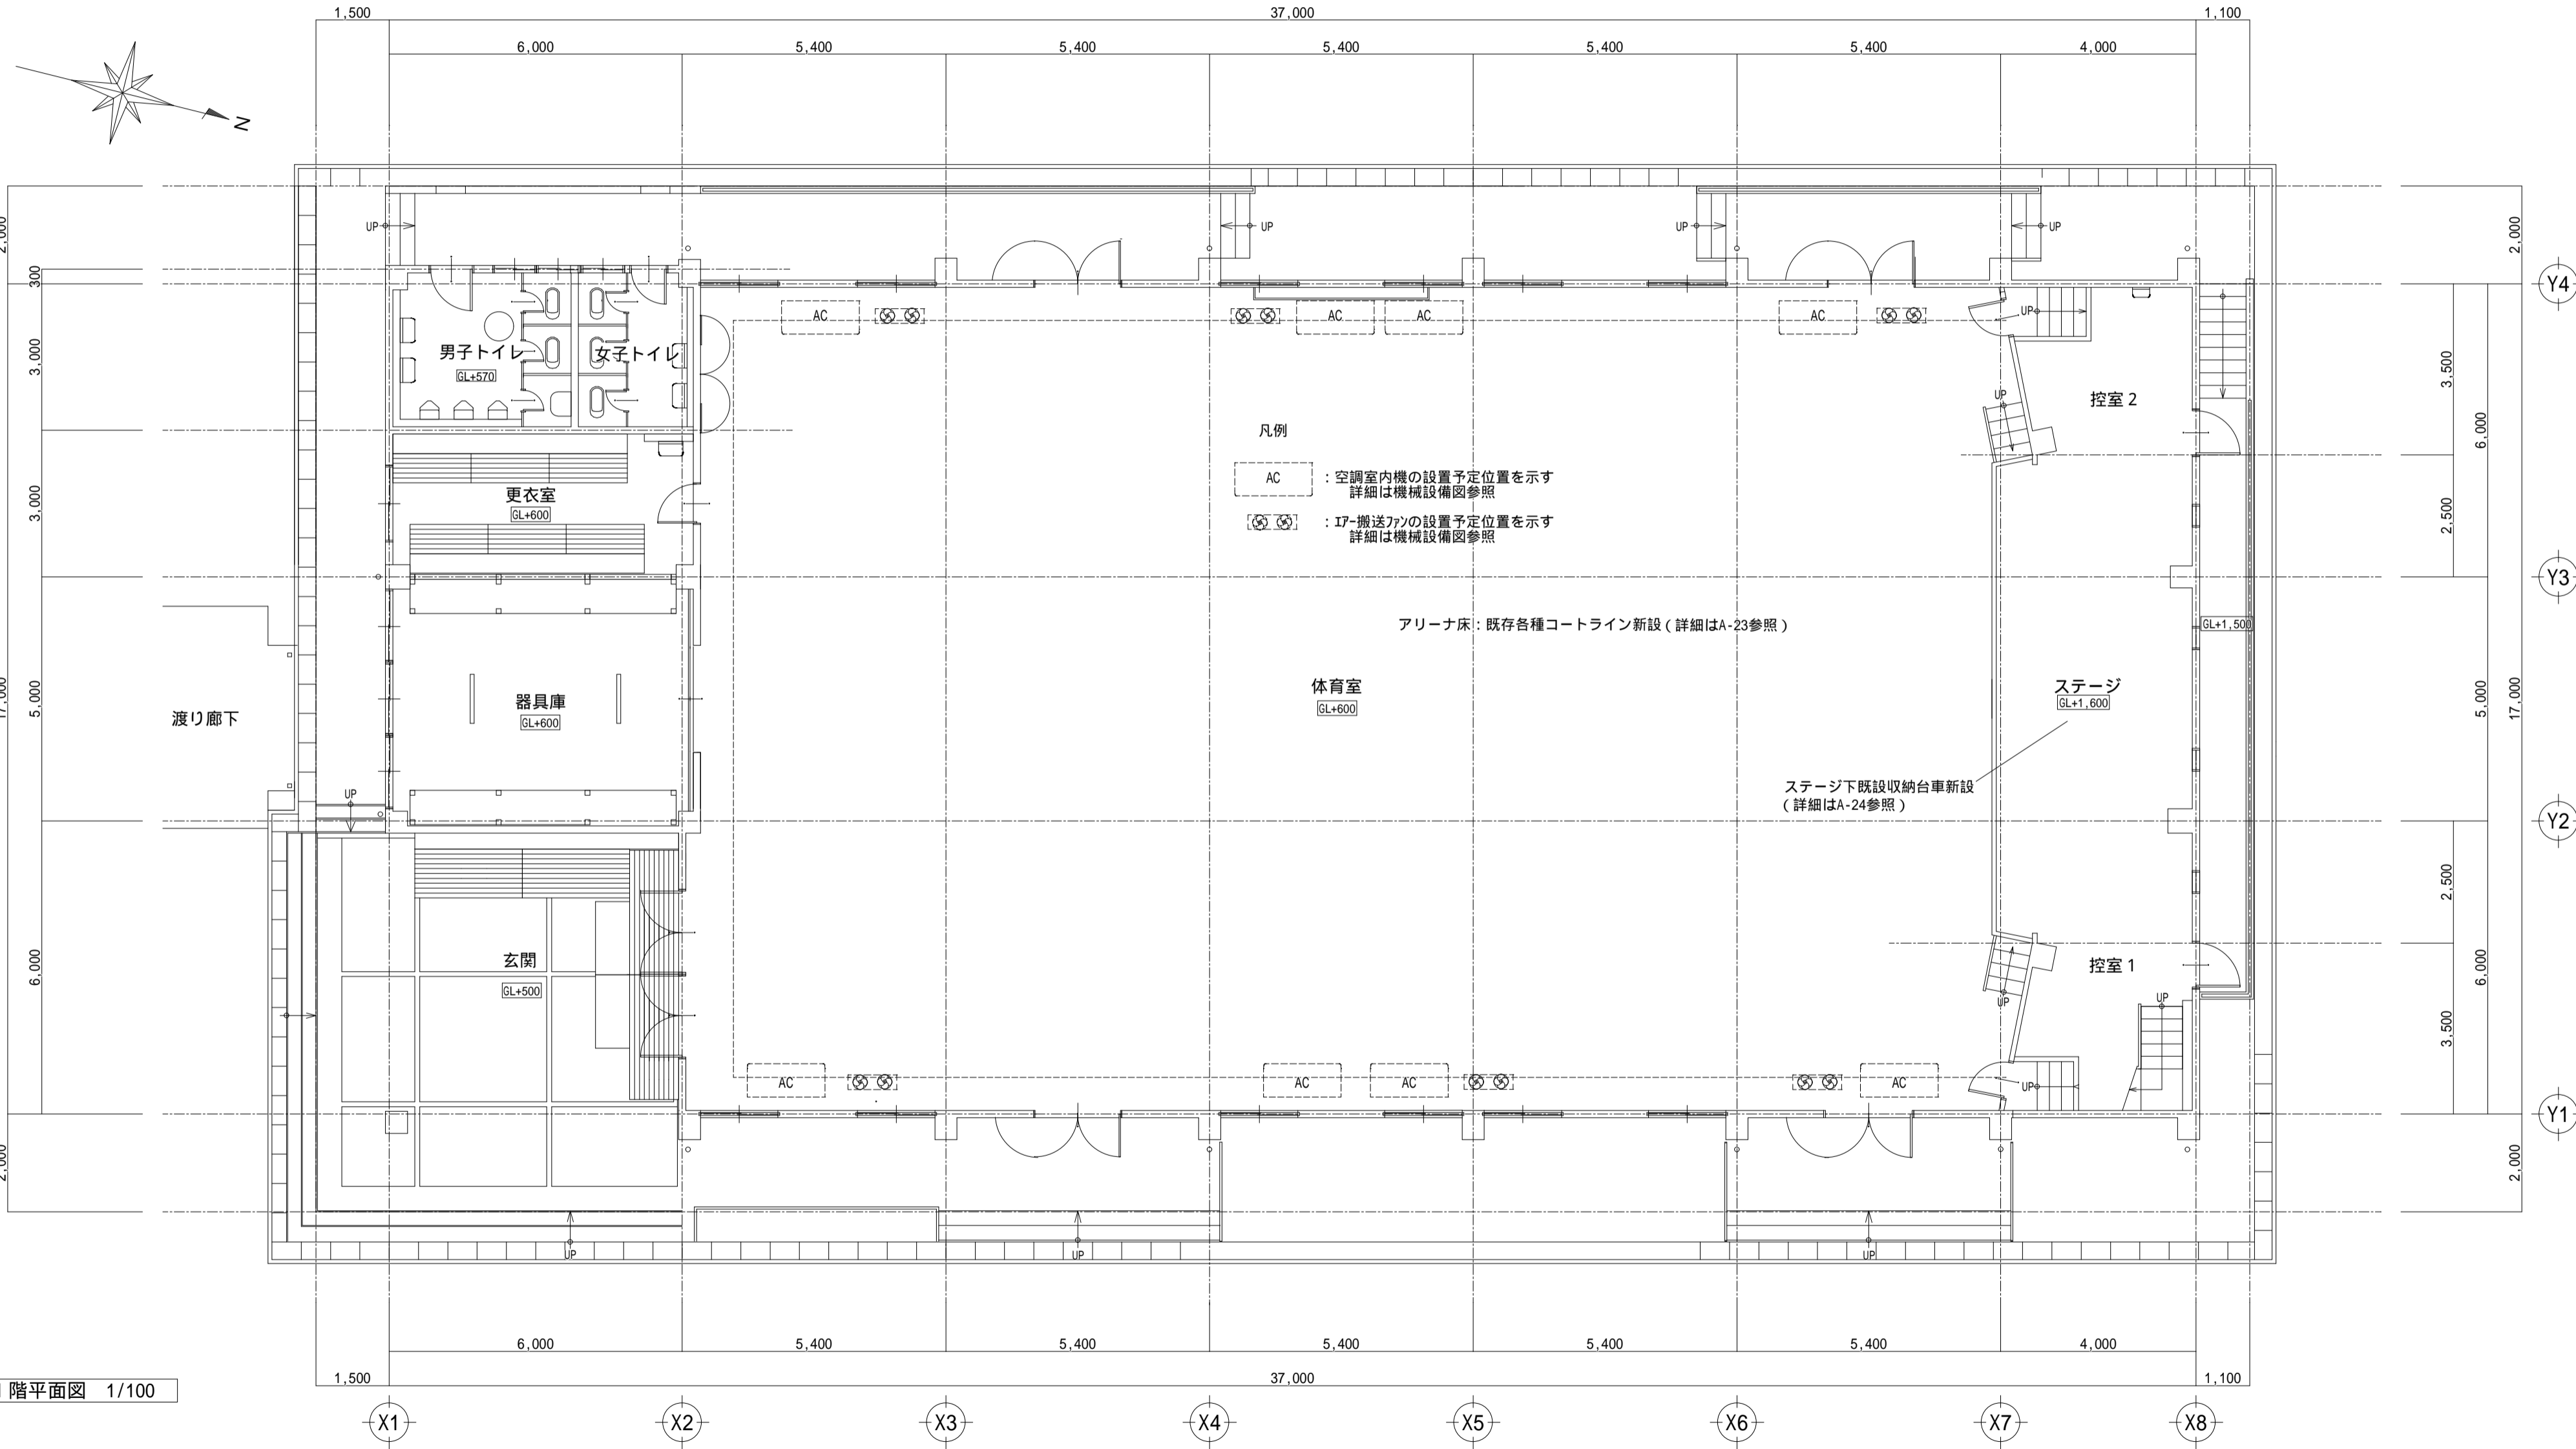 1,500
37,000
1,100
6,000
5,400
5,400
5,400
5,400
5,400
4,000
N
UP
UP
UP
UP
2,000
300
3,000
3,000
5,000
17,000
6,000
2,000
2,000
3,500
6,000
2,500
5,000
17,000
2,500
6,000
3,500
2,000
Y4
Y3
Y2
Y1
AC
AC
AC
AC
UP
男子トイレ
GL+570
女子トイレ
控室2
UP
凡例
AC
:空調室内機の設置予定位置を示す
詳細は機械設備図参照
:エアー搬送ファンの設置予定位置を示す
詳細は機械設備図参照
更衣室
GL+600
アリーナ床:既存各種コートライン新設(詳細はA-23参照)
GL+1,500
渡り廊下
器具庫
GL+600
体育室
GL+600
ステージ
GL+1,600
ステージ下既設収納台車新設
(詳細はA-24参照)
UP
玄関
GL+500
控室1
UP
UP
UP
AC
AC
AC
AC
UP
UP
UP
6,000
5,400
5,400
5,400
5,400
5,400
4,000
1,500
37,000
1,100
階平面図 1/100
X1
X2
X3
X4
X5
X6
X7
X8